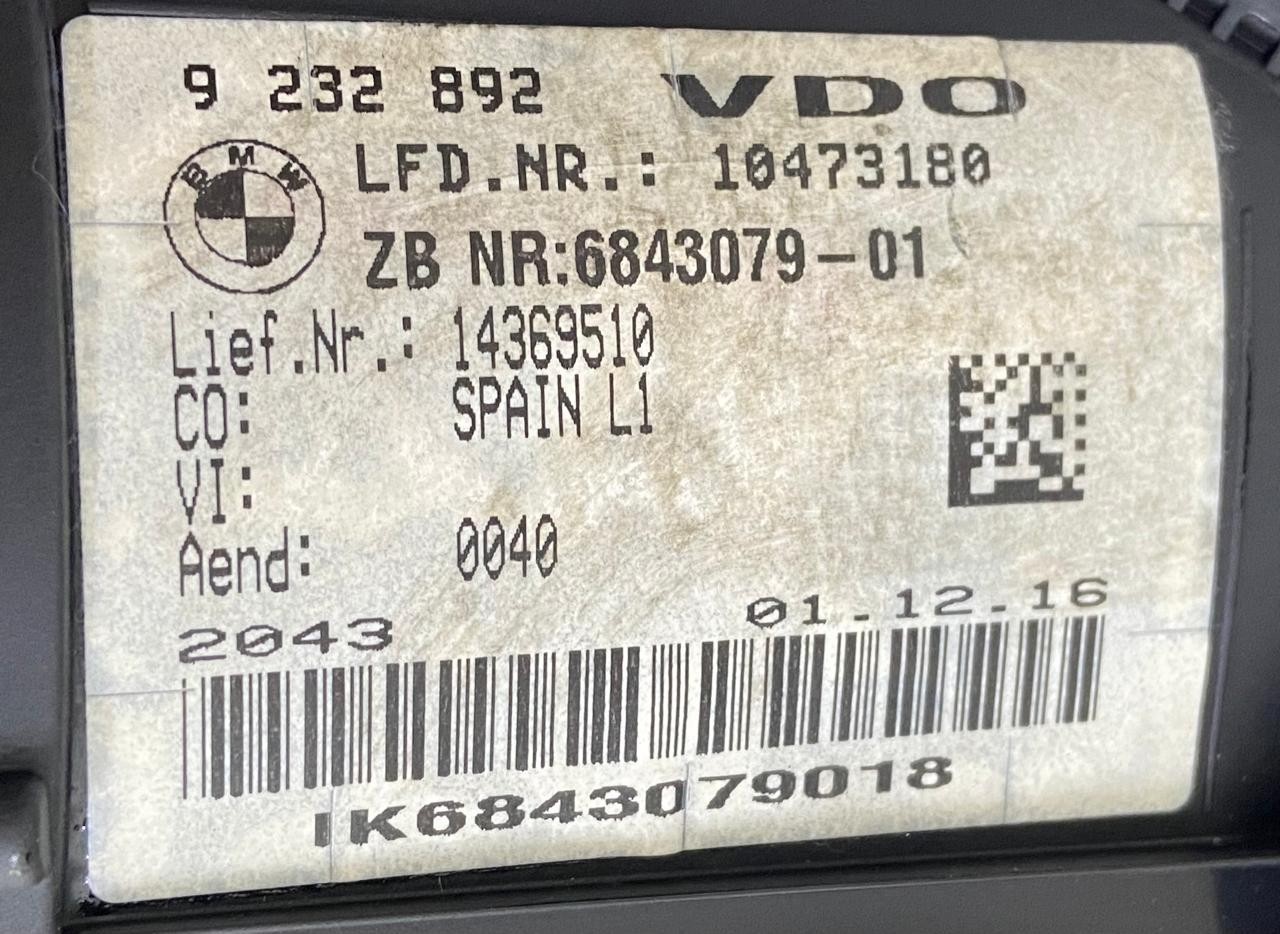 9 232 892 VDO
BMW
LFD.NR.: 10473180
ZB NR:6843079-01
Lief.Nr.: 14369510
CO: SPAIN L1
VI:
Aend: 0040
2043 01.12.16
IK6843079018